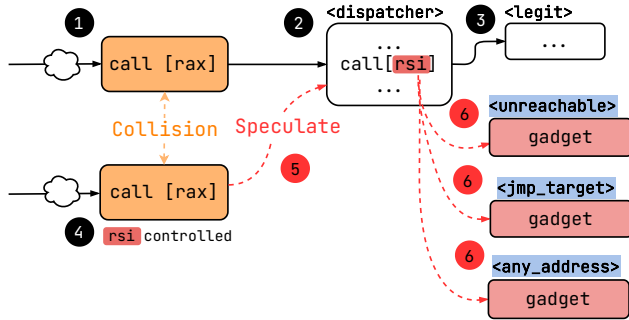 1
call [rax]
2
<dispatcher>
...
call[rsi]
...
3
<legit>
...
Collision
Speculate
5
call [rax]
4
rsi controlled
6
<unreachable>
gadget
6
<jmp_target>
gadget
6
<any_address>
gadget